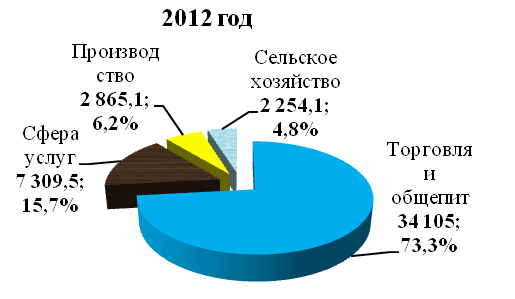 2012 год
Производ
ство
2 865,1;
6,2%
Сельское
хозяйство
2 254,1;
4,8%
Сфера
услуг
7 309,5;
15,7%
Торговля
и
общепит
34 105;
73,3%